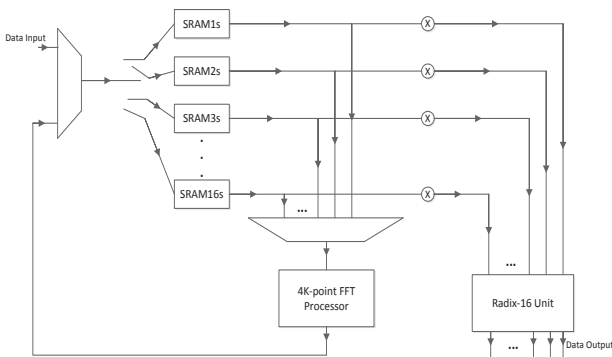 Data Input
SRAM1s
X
SRAM2s
X
SRAM3s
X
.
.
.
SRAM16s
X
...
...
4K-point FFT
Processor
Radix-16 Unit
...
Data Output